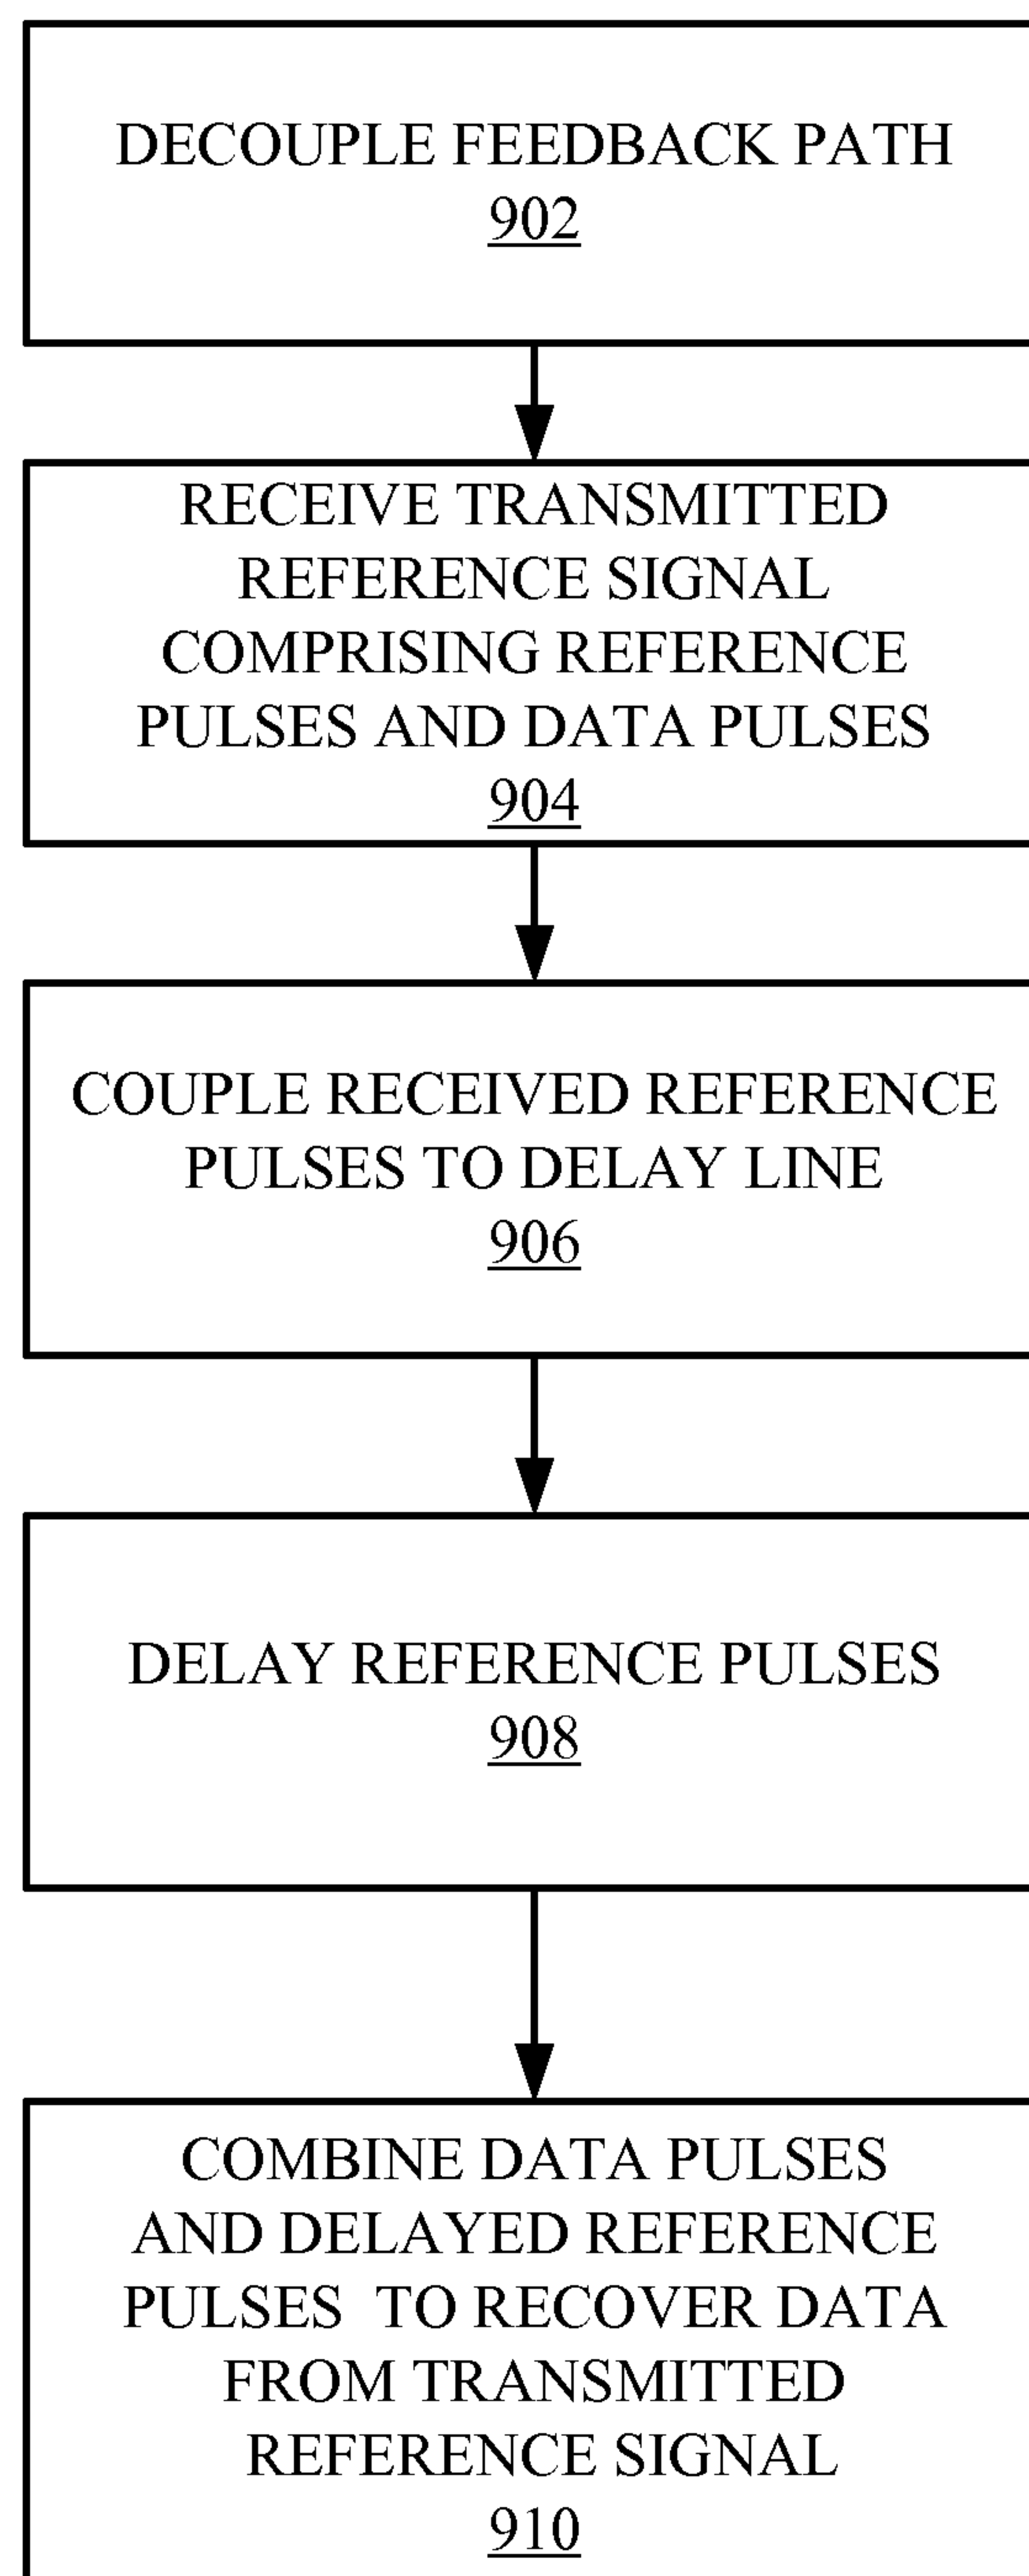 DECOUPLE FEEDBACK PATH
902
RECEIVE TRANSMITTED
REFERENCE SIGNAL
COMPRISING REFERENCE
PULSES AND DATA PULSES
904
COUPLE RECEIVED REFERENCE
PULSES TO DELAY LINE
906
DELAY REFERENCE PULSES
908
COMBINE DATA PULSES
AND DELAYED REFERENCE
PULSES TO RECOVER DATA
FROM TRANSMITTED
REFERENCE SIGNAL
910